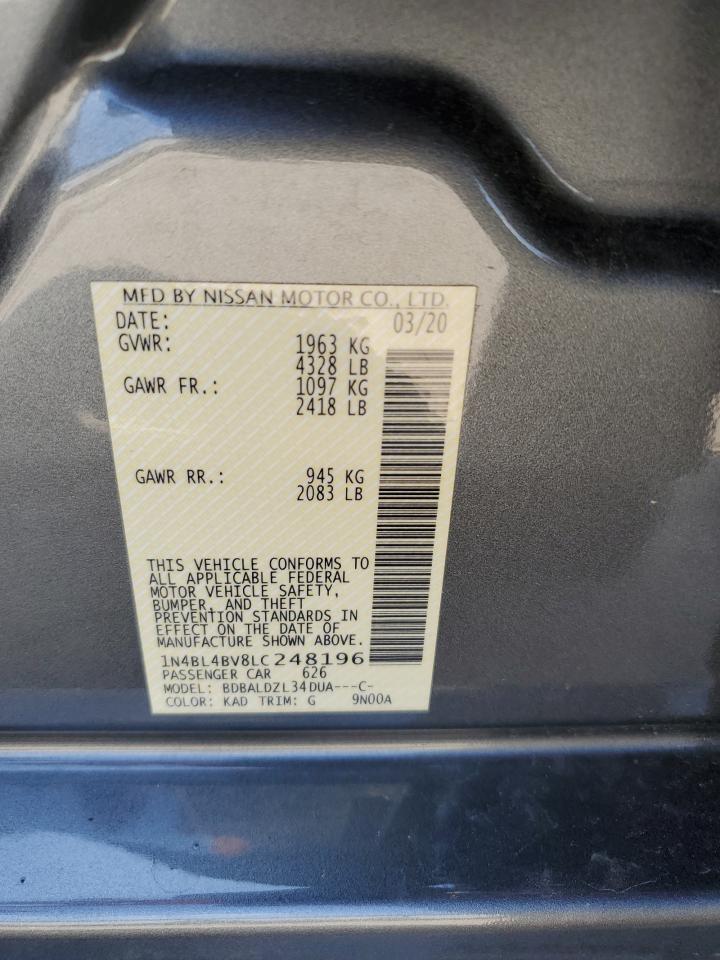 MFD BY NISSAN MOTOR CO., LTD.
DATE: 03/20
GVWR: 1963 KG
4328 LB
GAWR FR.: 1097 KG
2418 LB
GAWR RR.: 945 KG
2083 LB
THIS VEHICLE CONFORMS TO
ALL APPLICABLE FEDERAL
MOTOR VEHICLE SAFETY,
BUMPER, AND THEFT
PREVENTION STANDARDS IN
EFFECT ON THE DATE OF
MANUFACTURE SHOWN ABOVE.
1N4BL4BV8LC248196
PASSENGER CAR 626
MODEL: BDBALDZL34DUA---C-
COLOR: KAD TRIM: G 9N00A